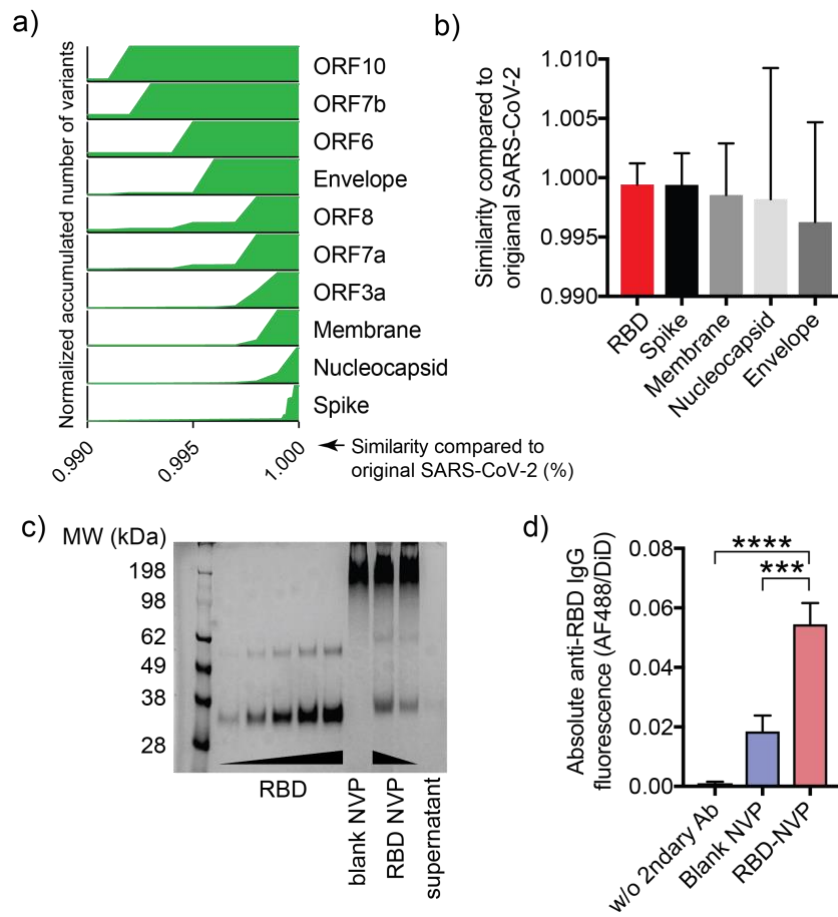 a)
Normalized accumulated number of variants
ORF10
ORF7b
ORF6
Envelope
ORF8
ORF7a
ORF3a
Membrane
Nucleocapsid
Spike
0.990
0.995
1.000
Similarity compared to
original SARS-CoV-2 (%)
b)
Similarity compared to
origianal SARS-CoV-2
1.010
1.005
1.000
0.995
0.990
RBD
Spike
Membrane
Nucleocapsid
Envelope
c)
MW (kDa)
198
98
62
49
38
28
RBD
blank NVP
RBD NVP
supernatant
d)
Absolute anti-RBD IgG
fluorescence (AF488/DiD)
0.08
0.06
0.04
0.02
0.00
****
***
w/o 2ndary Ab
Blank NVP
RBD-NVP